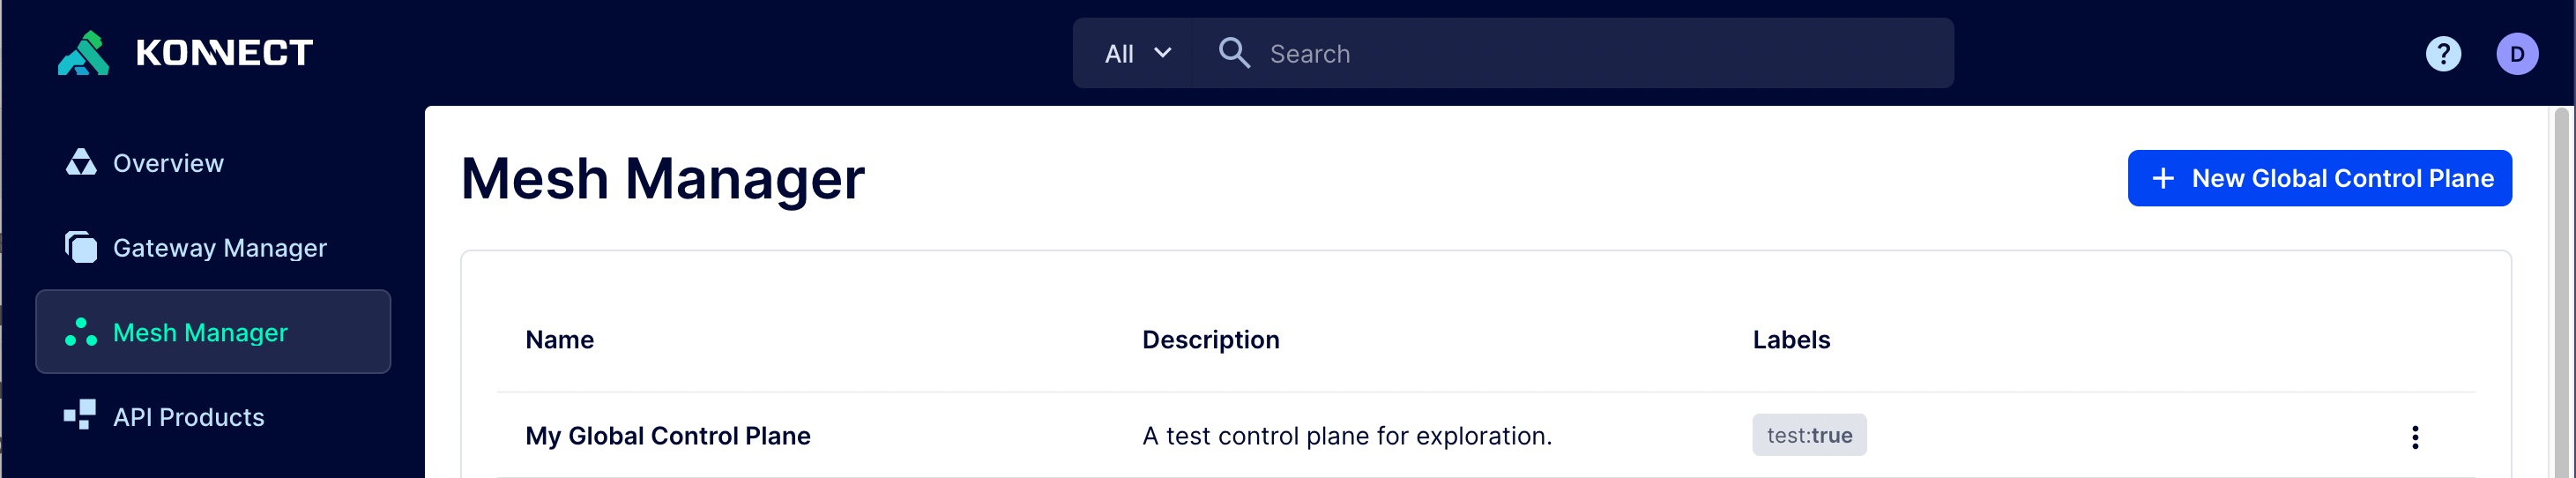 KONNECT
All
Search
?
D
Overview
Gateway Manager
Mesh Manager
API Products
Mesh Manager
+ New Global Control Plane
Name Description Labels
My Global Control Plane A test control plane for exploration. test:true